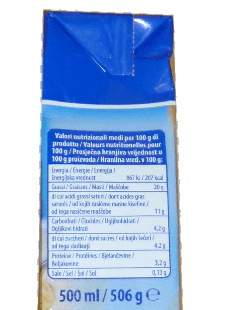 Valori nutrizionali medi per 100 g di
prodotto / Valeurs nutritionelles pour
100 g / Prosječna hranjiva vrijednost u
100 g proizvoda / Hranilna vred. v 100 g:
Energia / Énergie / Energija /
Energijska vrednost 867 kJ / 207 kcal
Grassi / Graisses / Masti / Maščobe 20 g
di cui acidi grassi saturi / dont acides gras
saturés / od kojih zasićene masne kiseline /
od tega nasičene maščobe 11 g
Carboidrati / Glucides / Ugljikohidrati /
Ogljikovi hidrati 4,2 g
di cui zuccheri / dont sucres / od kojih šećeri /
od tega sladkorji 4,2 g
Proteine / Protéines / Bjelančevine /
Beljakovine 3,2 g
Sale / Sel / Sol / Sol 0,13 g
500 ml / 506 g ℮